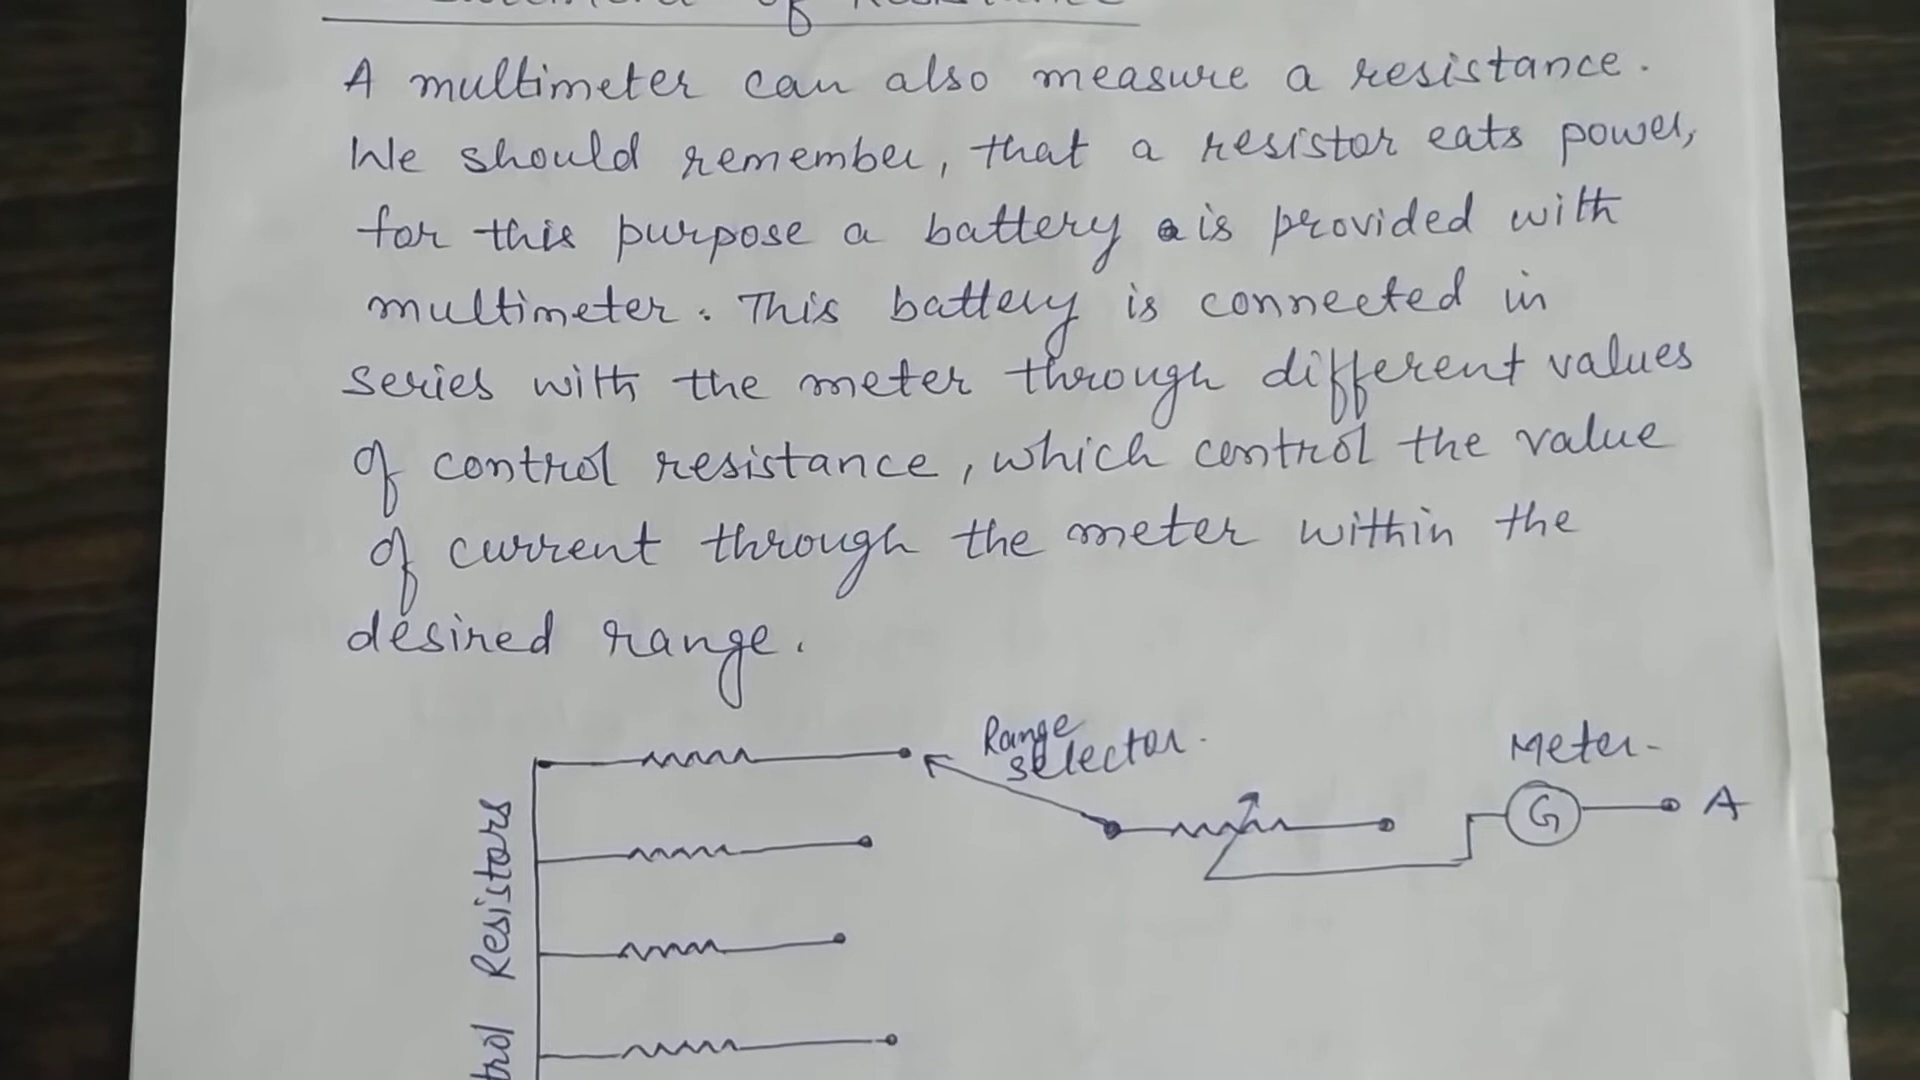 of
A multimeter can also measure a resistance.
We should remember, that a resistor eats power,
for this purpose a battery is provided with
multimeter. This battery is connected in
series with the meter through different values
of control resistance, which control the value
of current through the meter within the
desired range.
Range
selector.
Meter-
G
A
Resistors